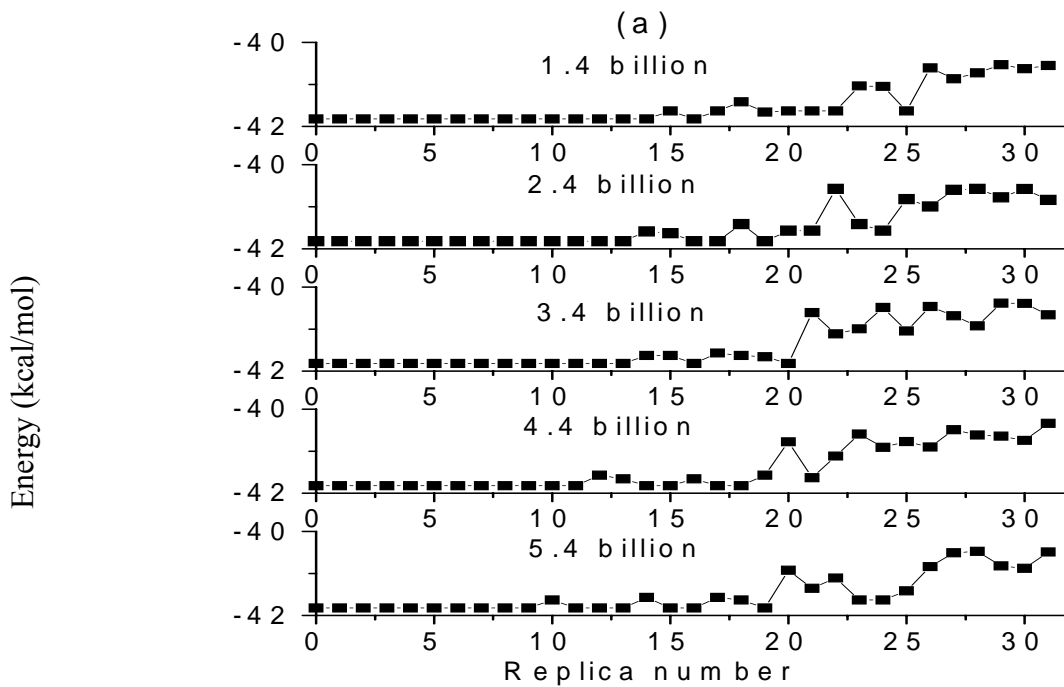 (a)
1.4 billion
-40
-42
0 5 10 15 20 25 30
2.4 billion
-40
-42
0 5 10 15 20 25 30
3.4 billion
-40
-42
0 5 10 15 20 25 30
4.4 billion
-40
-42
0 5 10 15 20 25 30
5.4 billion
-40
-42
0 5 10 15 20 25 30
Replica number
Energy (kcal/mol)